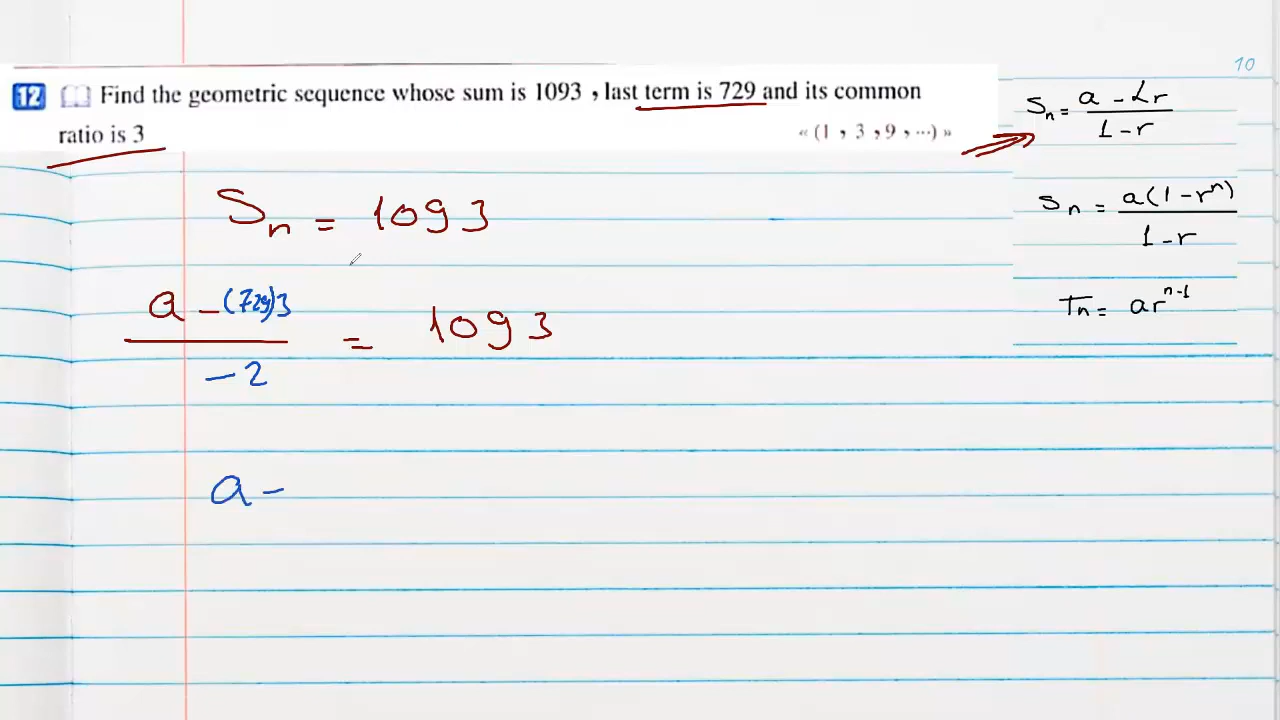 10
12 Find the geometric sequence whose sum is 1093 , last term is 729 and its common
ratio is 3 « (1 , 3 , 9 , ...) »
Sn = a - Lr / 1 - r
Sn = a(1 - r^n) / 1 - r
Tn = ar^n-1
Sn = 1093
a - (729)3 / -2 = 1093
a -